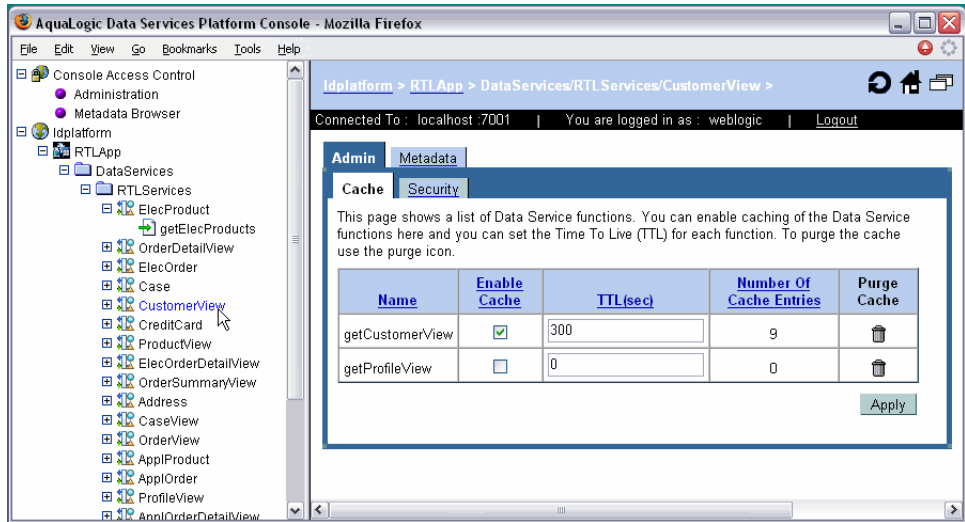 AquaLogic Data Services Platform Console - Mozilla Firefox
File Edit View Go Bookmarks Tools Help
Console Access Control
Administration
Metadata Browser
ldplatform
RTLApp
DataServices
RTLServices
ElecProduct
getElecProducts
OrderDetailView
ElecOrder
Case
CustomerView
CreditCard
ProductView
ElecOrderDetailView
OrderSummaryView
Address
CaseView
OrderView
ApplProduct
ApplOrder
ProfileView
ApplOrderDetailView
ldplatform > RTLApp > DataServices/RTLServices/CustomerView >
Connected To : localhost :7001 | You are logged in as : weblogic | Logout
Admin Metadata
Cache Security
This page shows a list of Data Service functions. You can enable caching of the Data Service
functions here and you can set the Time To Live (TTL) for each function. To purge the cache
use the purge icon.
Name Enable Cache TTL(sec) Number Of Cache Entries Purge Cache
getCustomerView 300 9
getProfileView 0 0
Apply